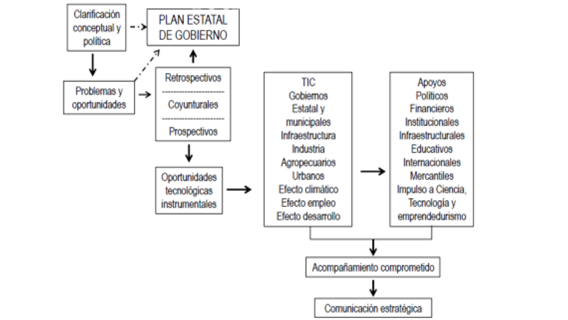 Clarificación
conceptual y
política
PLAN ESTATAL
DE GOBIERNO
Problemas y
oportunidades
Retrospectivos
Coyunturales
Prospectivos
Oportunidades
tecnológicas
instrumentales
TIC
Gobiernos
Estatal y
municipales
Infraestructura
Industria
Agropecuarios
Urbanos
Efecto climático
Efecto empleo
Efecto desarrollo
Apoyos
Políticos
Financieros
Institucionales
Infraestructurales
Educativos
Internacionales
Mercantiles
Impulso a Ciencia,
Tecnología y
emprendedurismo
Acompañamiento comprometido
Comunicación estratégica